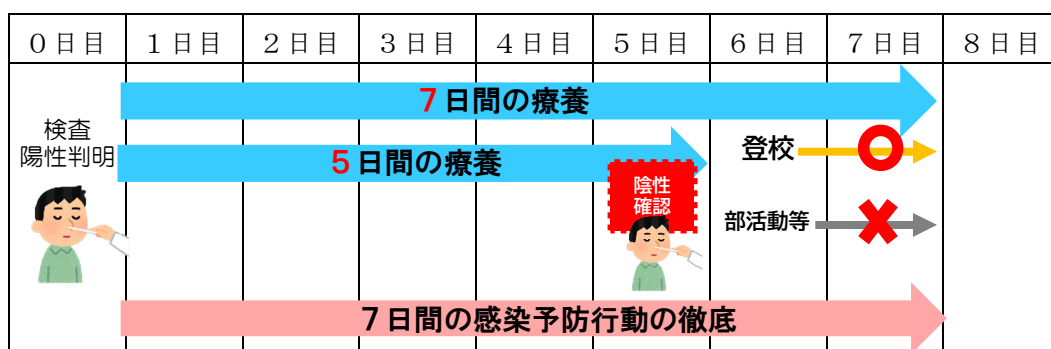 ０日目 １日目 ２日目 ３日目 ４日目 ５日目 ６日目 ７日目 ８日目
７日間の療養
検査
陽性判明
５日間の療養
陰性
確認
登校
部活動等
７日間の感染予防行動の徹底